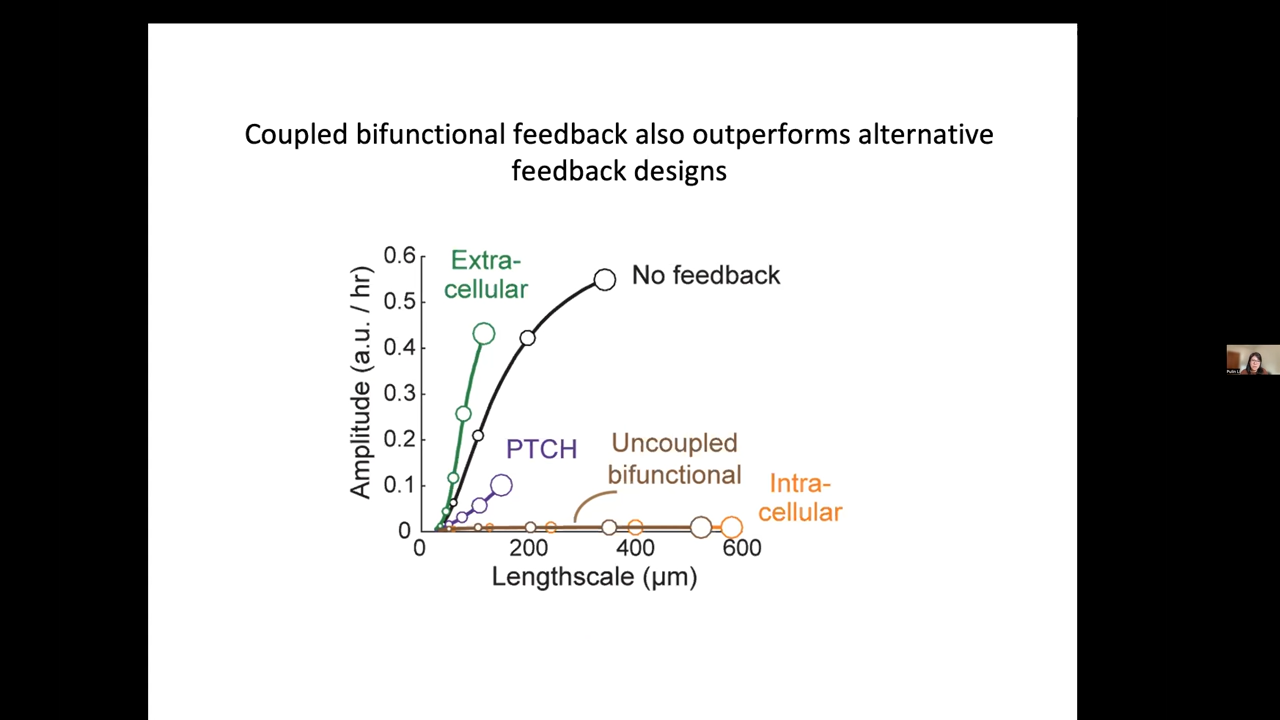 Coupled bifunctional feedback also outperforms alternative
feedback designs
0.6
0.5
0.4
0.3
0.2
0.1
0
Amplitude (a.u. / hr)
Extra-
cellular
No feedback
PTCH
Uncoupled
bifunctional
Intra-
cellular
0
200
400
600
Lengthscale (μm)